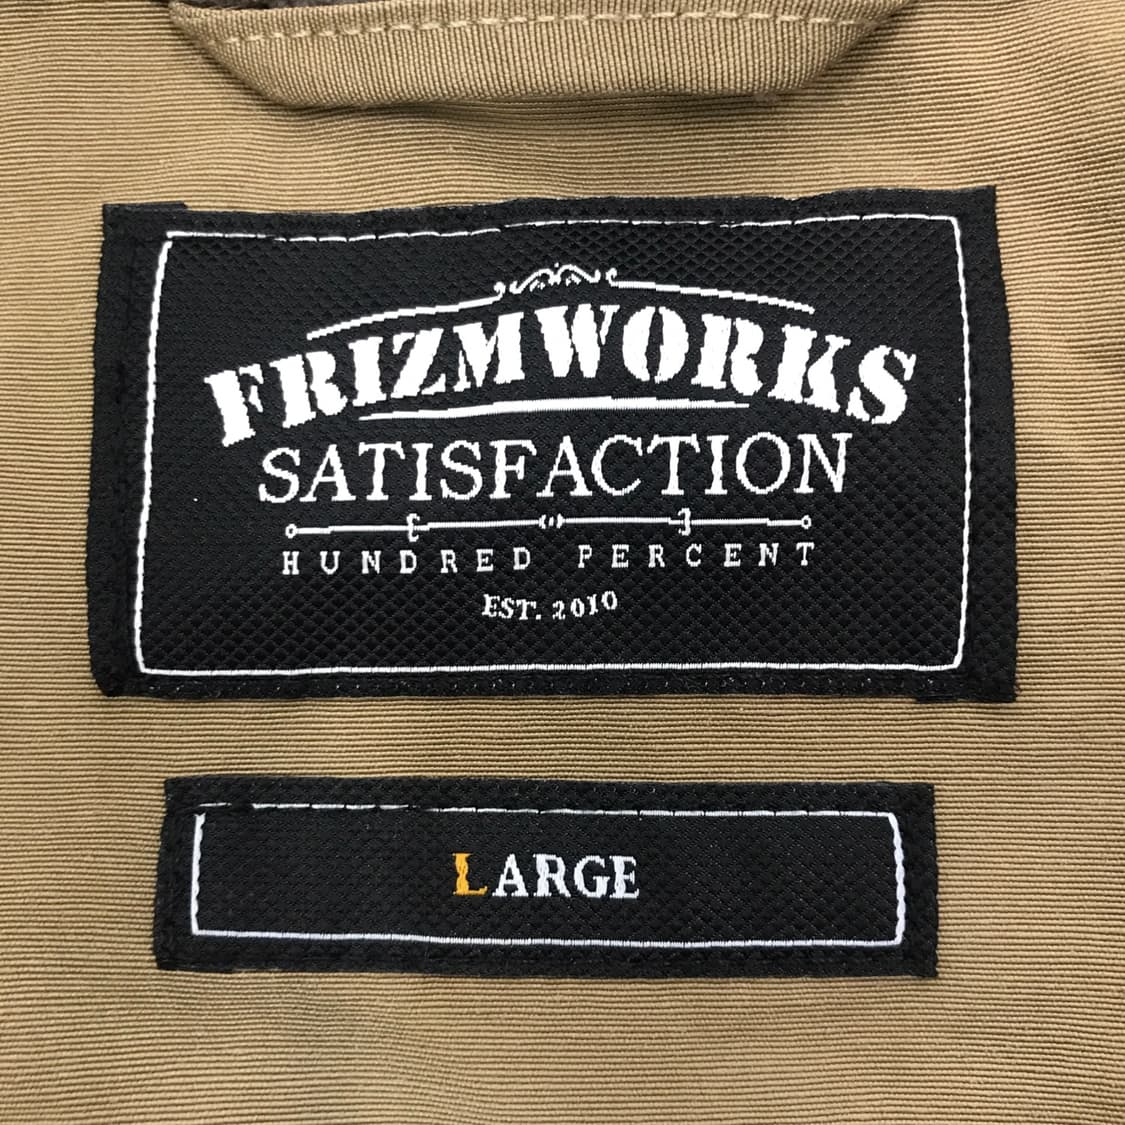 FRIZMWORKS
SATISFACTION
HUNDRED PERCENT
EST. 2010
LARGE